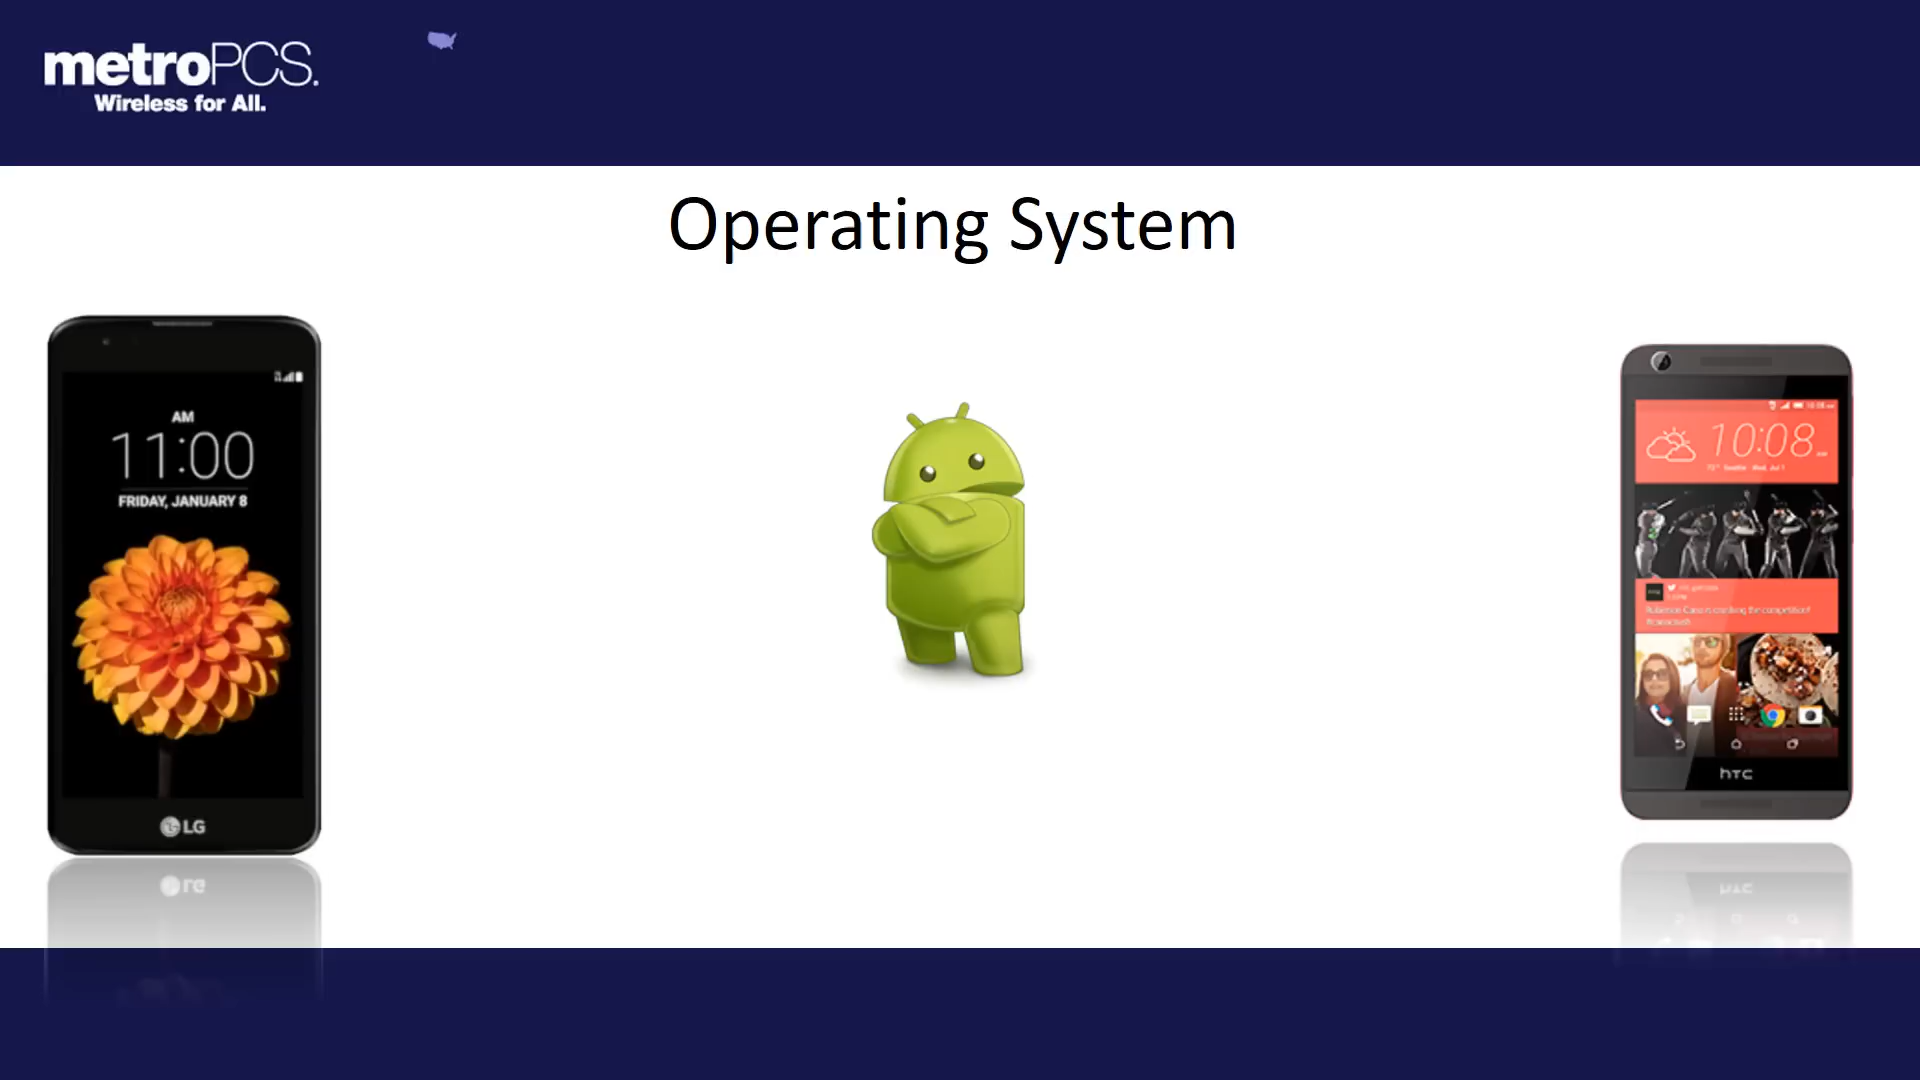 metroPCS.
Wireless for All.
Operating System
AM
11:00
FRIDAY, JANUARY 8
LG
10:08
hTC